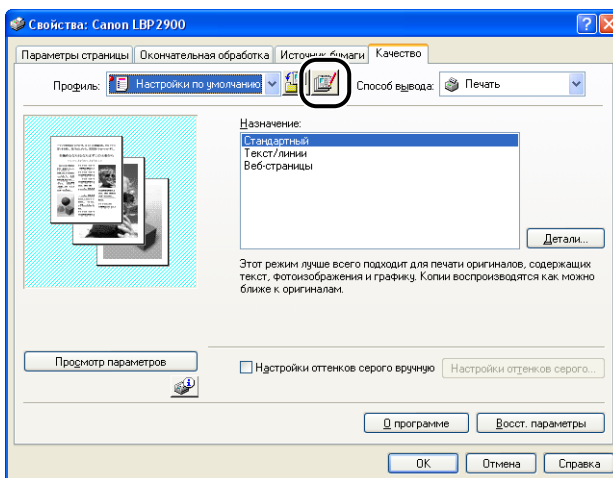 Свойства: Canon LBP2900
Параметры страницы Окончательная обработка Источник бумаги Качество
Профиль: Настройки по умолчанию Способ вывода: Печать
Назначение:
Стандартный
Текст/линии
Веб-страницы
Детали...
Этот режим лучше всего подходит для печати оригиналов, содержащих
текст, фотоизображения и графику. Копии воспроизводятся как можно
ближе к оригиналам.
Просмотр параметров
Настройки оттенков серого вручную Настройки оттенков серого...
О программе Восст. параметры
OK Отмена Справка